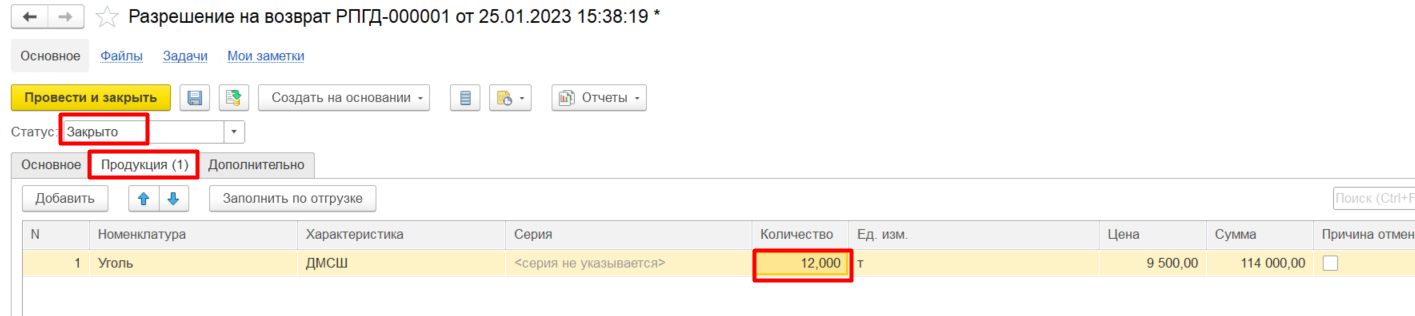 Разрешение на возврат РПГД-000001 от 25.01.2023 15:38:19 *
Основное Файлы Задачи Мои заметки
Провести и закрыть Создать на основании Отчеты
Статус: Закрыто
Основное Продукция (1) Дополнительно
Добавить Заполнить по отгрузке Поиск (Ctrl+F
N Номенклатура Характеристика Серия Количество Ед. изм. Цена Сумма Причина отмен
1 Уголь ДМСШ <серия не указывается> 12,000 т 9 500,00 114 000,00